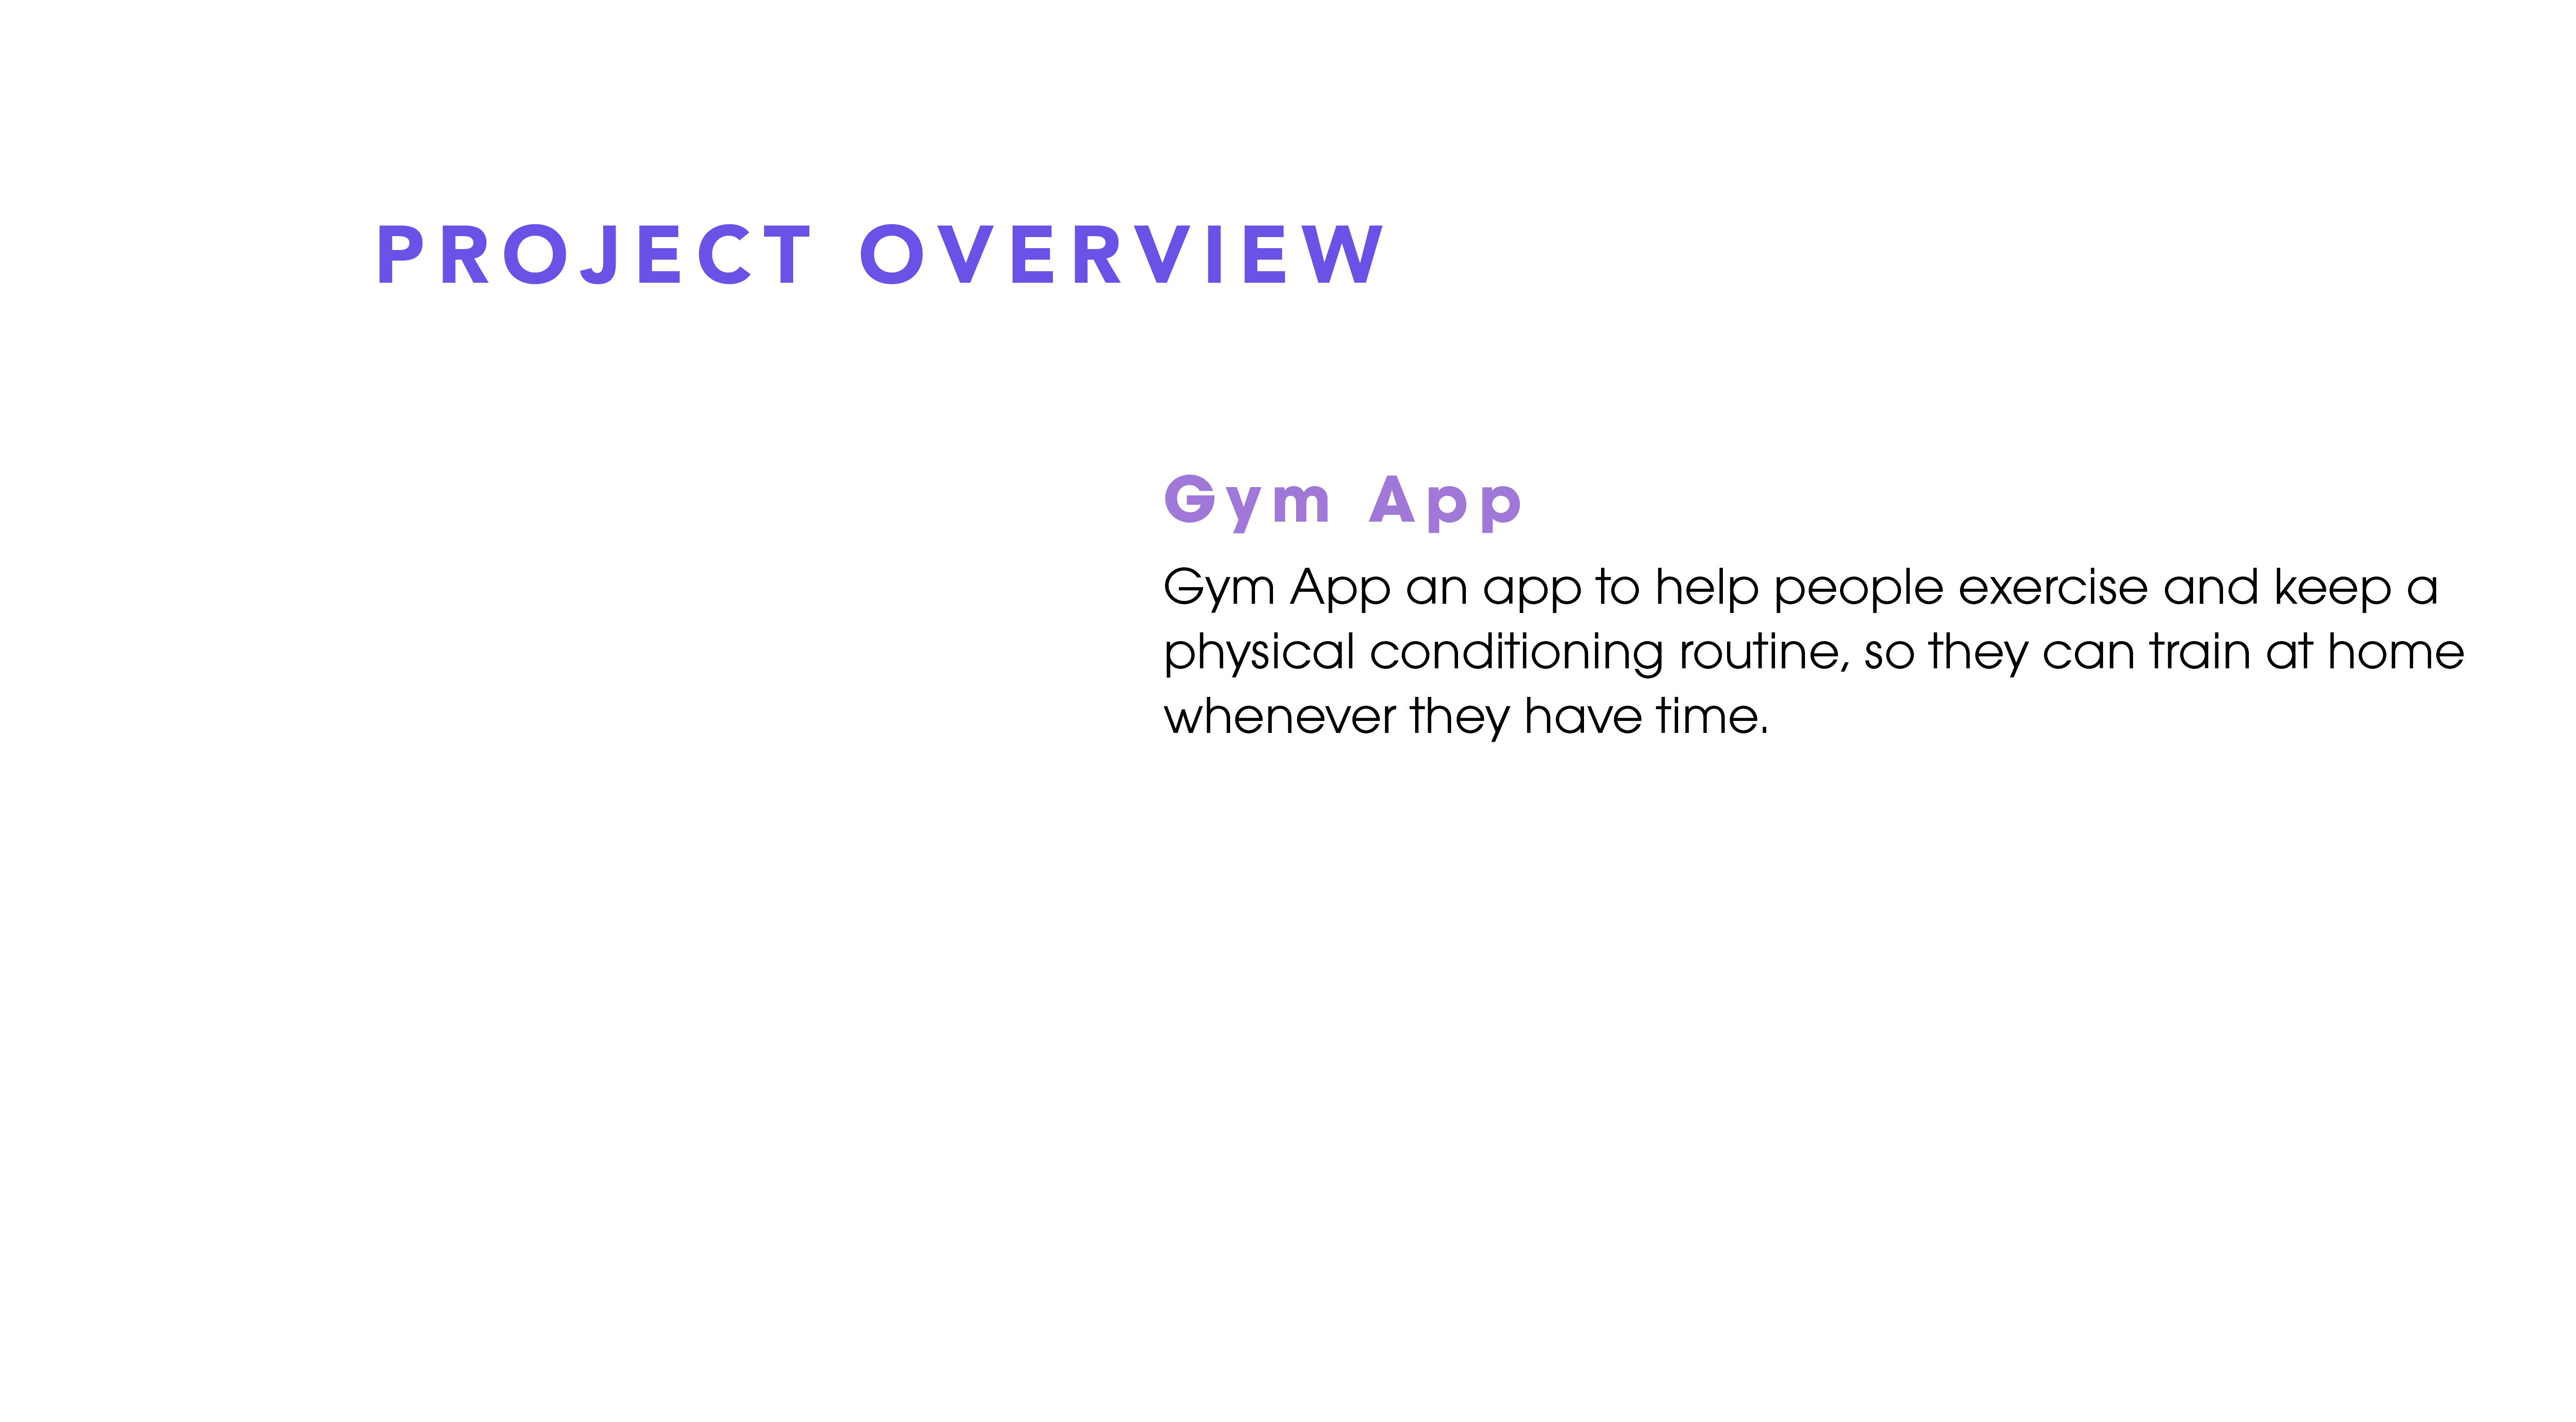 PROJECT OVERVIEW
Gym App
Gym App an app to help people exercise and keep a
physical conditioning routine, so they can train at home
whenever they have time.